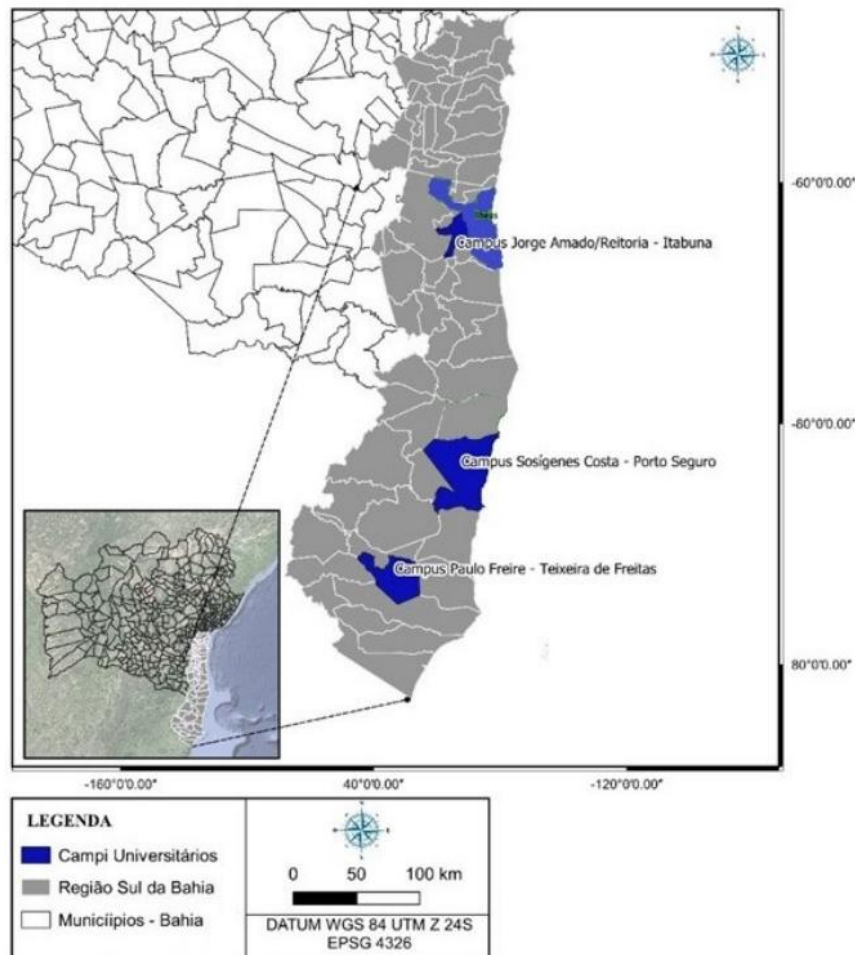 -60°0'0.00"
Ilhéus
Campus Jorge Amado/Reitoria - Itabuna
-80°0'0.00"
Campus Sosígenes Costa - Porto Seguro
Campus Paulo Freire - Teixeira de Freitas
80°0'0.00"
-160°0'0.00"
40°0'0.00"
-120°0'0.00"
LEGENDA
Campi Universitários
Região Sul da Bahia
Municíipios - Bahia
0 50 100 km
DATUM WGS 84 UTM Z 24S
EPSG 4326